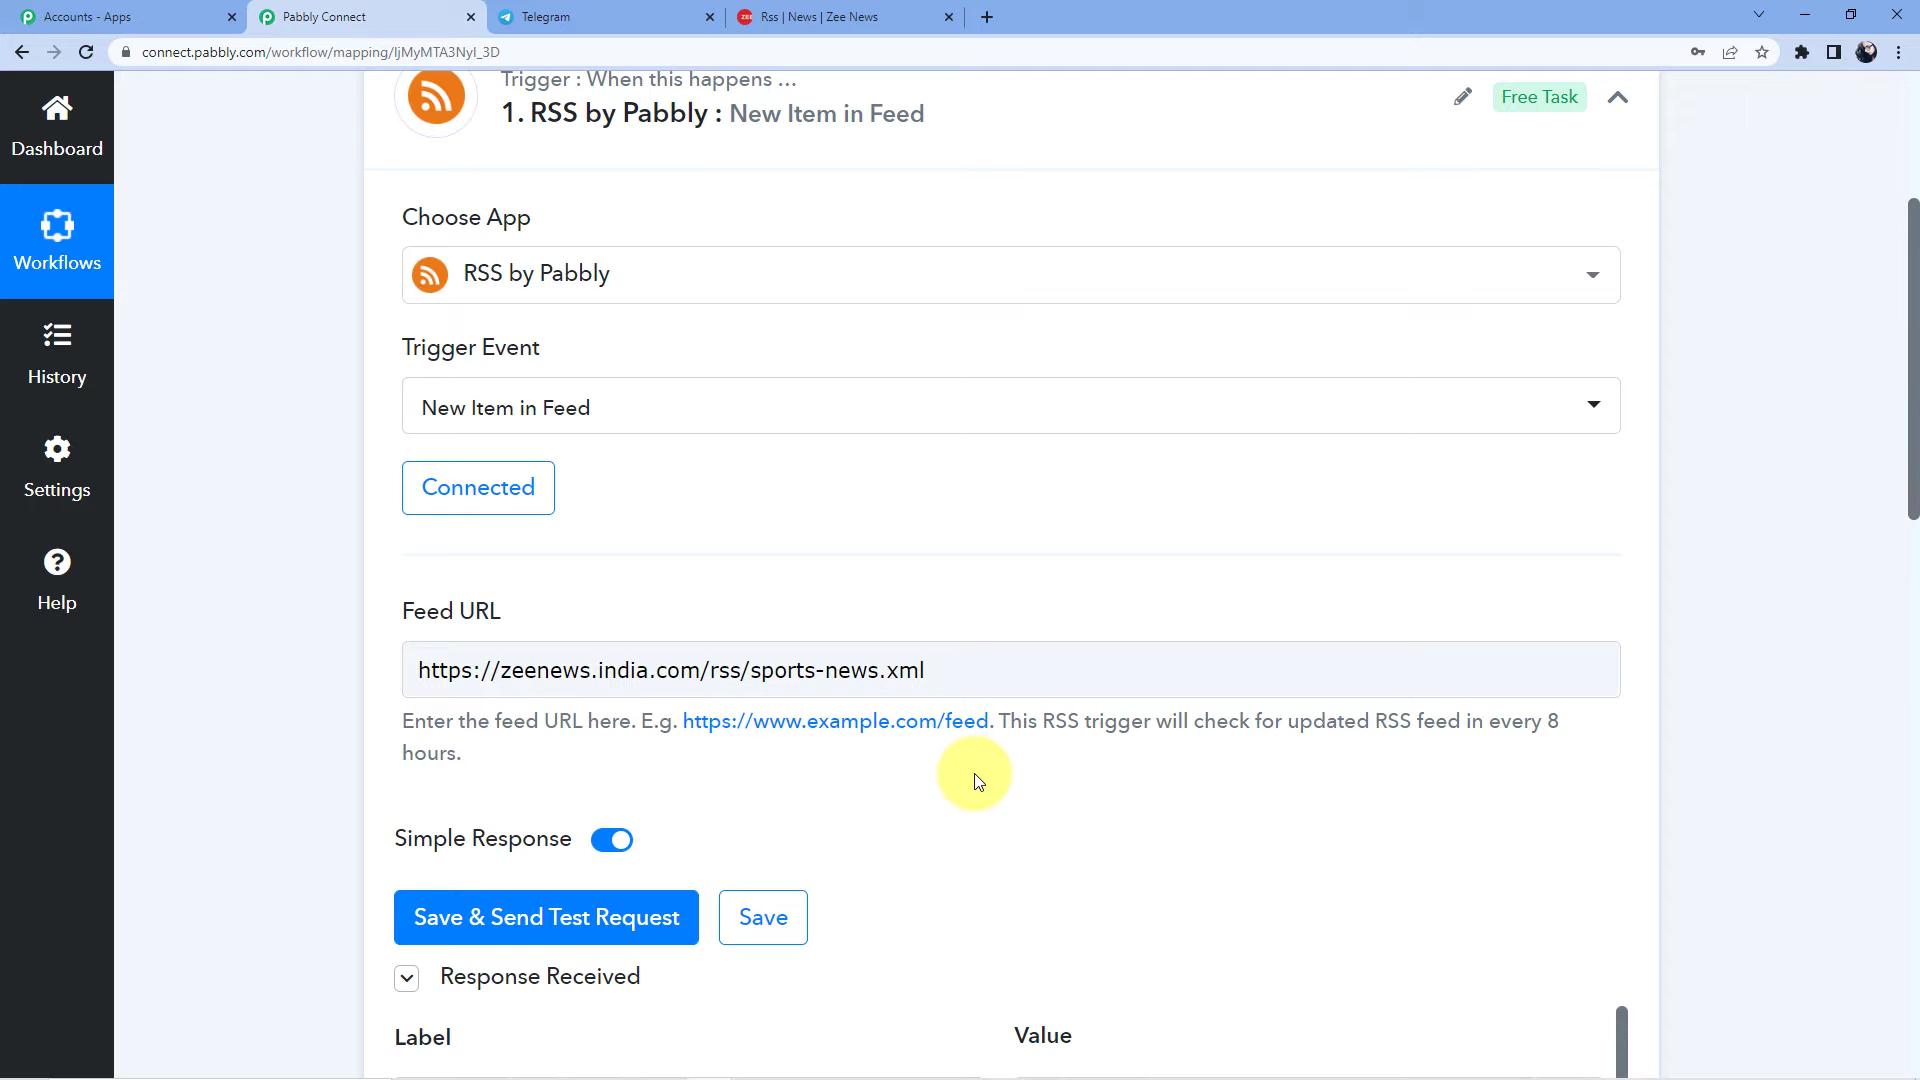 Accounts - Apps
Pabbly Connect
Telegram
Rss | News | Zee News
connect.pabbly.com/workflow/mapping/IjMyMTA3NyI_3D
Trigger : When this happens ...
1. RSS by Pabbly : New Item in Feed
Free Task
Dashboard
Workflows
History
Settings
Help
Choose App
RSS by Pabbly
Trigger Event
New Item in Feed
Connected
Feed URL
https://zeenews.india.com/rss/sports-news.xml
Enter the feed URL here. E.g. https://www.example.com/feed. This RSS trigger will check for updated RSS feed in every 8
hours.
Simple Response
Save & Send Test Request
Save
Response Received
Label
Value